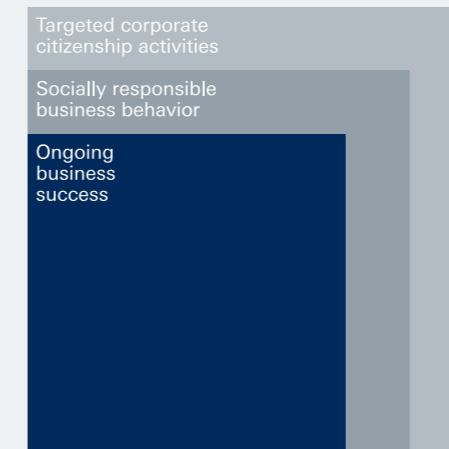 Targeted corporate
citizenship activities
Socially responsible
business behavior
Ongoing
business
success